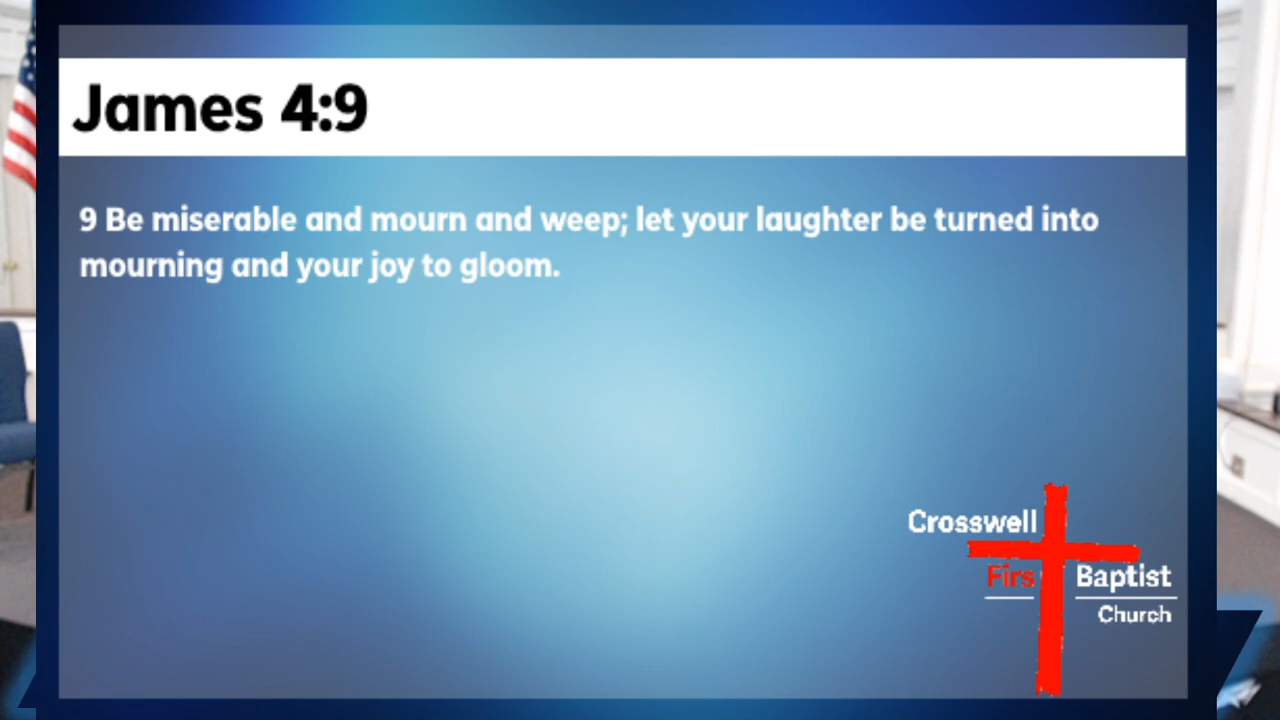 James 4:9
9 Be miserable and mourn and weep; let your laughter be turned into
mourning and your joy to gloom.
Crosswell
Firs Baptist
Church